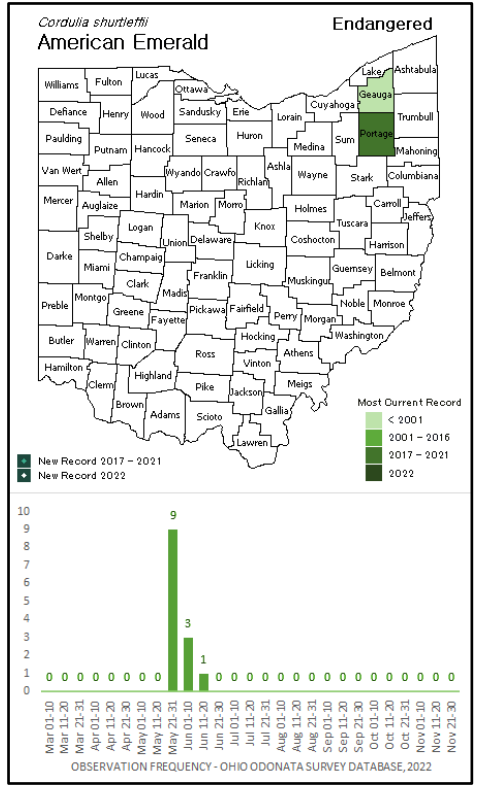 Cordulia shurtleffii
American Emerald
Endangered
Williams Fulton Lucas Ottawa Lake Ashtabula
Geauga
Defiance Henry Wood Sandusky Erie Lorain Cuyahoga Trumbull
Paulding Putnam Hancock Seneca Huron Medina Sum Portage Mahoning
Van Wert Allen Wyando Crawfo Richlan Ashla Wayne Stark Columbiana
Mercer Auglaize Hardin Marion Morro Holmes Carroll Jeffers
Shelby Logan Union Delaware Knox Coshocton Tuscara Harrison
Darke Miami Champaig Licking Guernsey Belmont
Clark Madis Franklin Muskingu
Preble Montgo Greene Fayette Pickawa Fairfield Perry Morgan Noble Monroe
Butler Warren Clinton Ross Hocking Athens Washington
Hamilton Clerm Highland Pike Vinton Meigs
Brown Adams Scioto Jackson Gallia
Lawren
Most Current Record
< 2001
2001 – 2016
2017 – 2021
2022
New Record 2017 – 2021
New Record 2022
10
9
8
7
6
5
4
3
2
1
0
0 0 0 0 0 0 0 0 9 3 1 0 0 0 0 0 0 0 0 0 0 0 0 0 0 0 0
Mar 01-10
Mar 11-20
Mar 21-31
Apr 01-10
Apr 11-20
Apr 21-30
May 01-10
May 11-20
May 21-31
Jun 01-10
Jun 11-20
Jun 21-30
Jul 01-10
Jul 11-20
Jul 21-31
Aug 01-10
Aug 11-20
Aug 21-31
Sep 01-10
Sep 11-20
Sep 21-30
Oct 01-10
Oct 11-20
Oct 21-31
Nov 01-10
Nov 11-20
Nov 21-30
OBSERVATION FREQUENCY - OHIO ODONATA SURVEY DATABASE, 2022